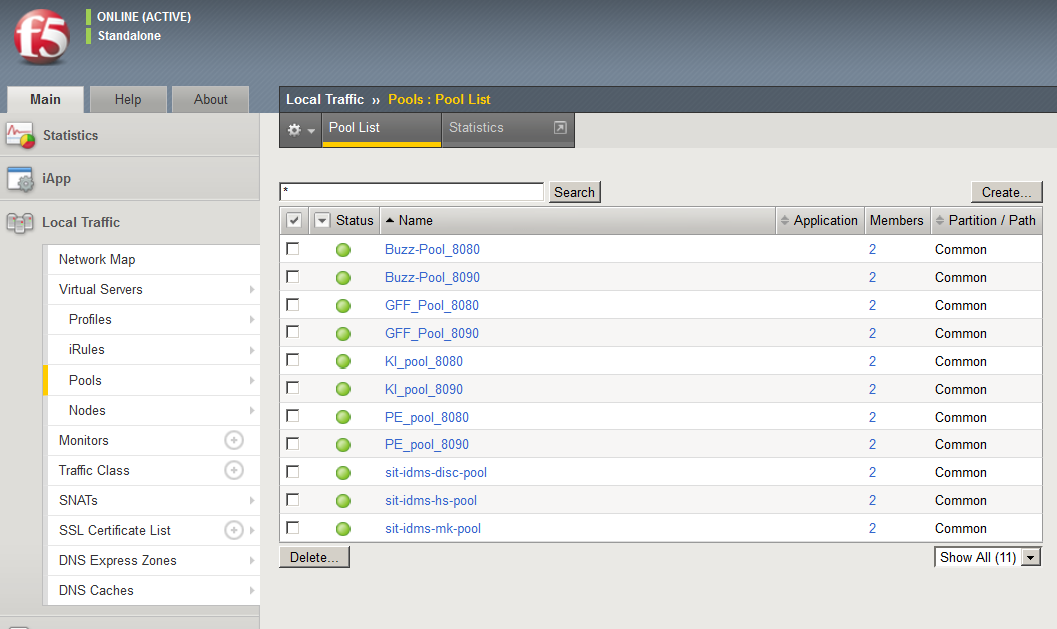 f5
ONLINE (ACTIVE)
Standalone
Main Help About
Statistics
iApp
Local Traffic
Network Map
Virtual Servers
Profiles
iRules
Pools
Nodes
Monitors
Traffic Class
SNATs
SSL Certificate List
DNS Express Zones
DNS Caches
Local Traffic ›› Pools : Pool List
Pool List Statistics
* Search Create...
Status Name Application Members Partition / Path
Buzz-Pool_8080 2 Common
Buzz-Pool_8090 2 Common
GFF_Pool_8080 2 Common
GFF_Pool_8090 2 Common
KI_pool_8080 2 Common
KI_pool_8090 2 Common
PE_pool_8080 2 Common
PE_pool_8090 2 Common
sit-idms-disc-pool 2 Common
sit-idms-hs-pool 2 Common
sit-idms-mk-pool 2 Common
Delete... Show All (11)